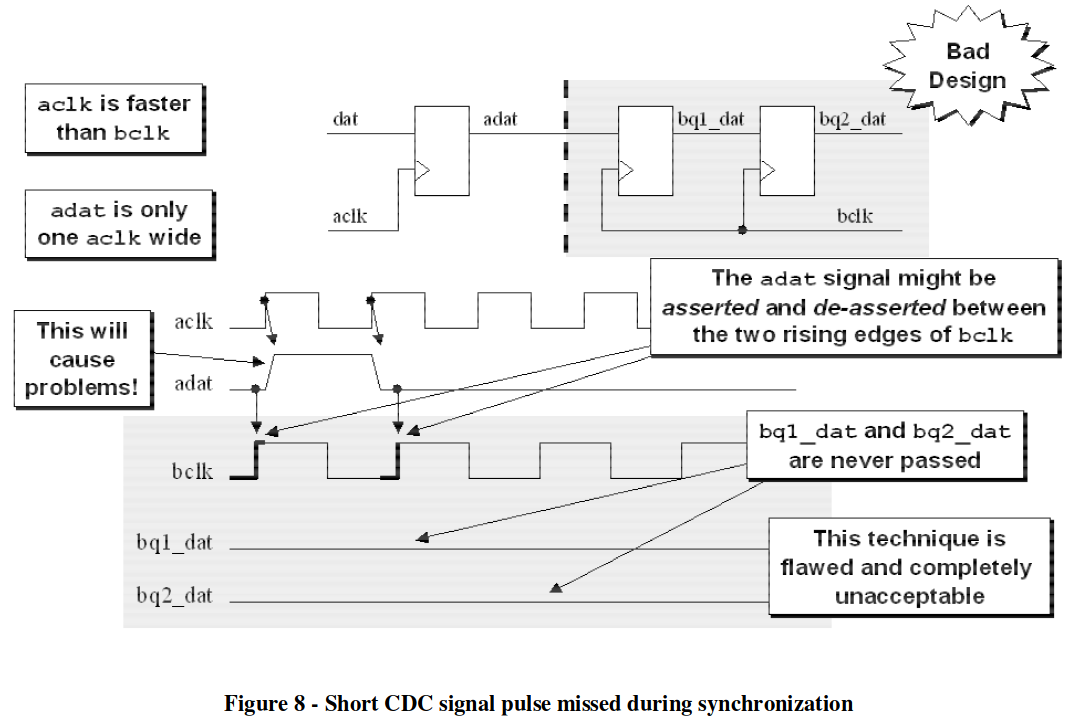 Bad
Design
aclk is faster
than bclk
dat
adat
bq1_dat
bq2_dat
adat is only
one aclk wide
aclk
bclk
The adat signal might be
asserted and de-asserted between
the two rising edges of bclk
This will
cause
problems!
aclk
adat
bq1_dat and bq2_dat
are never passed
bclk
This technique is
flawed and completely
unacceptable
bq1_dat
bq2_dat
Figure 8 - Short CDC signal pulse missed during synchronization